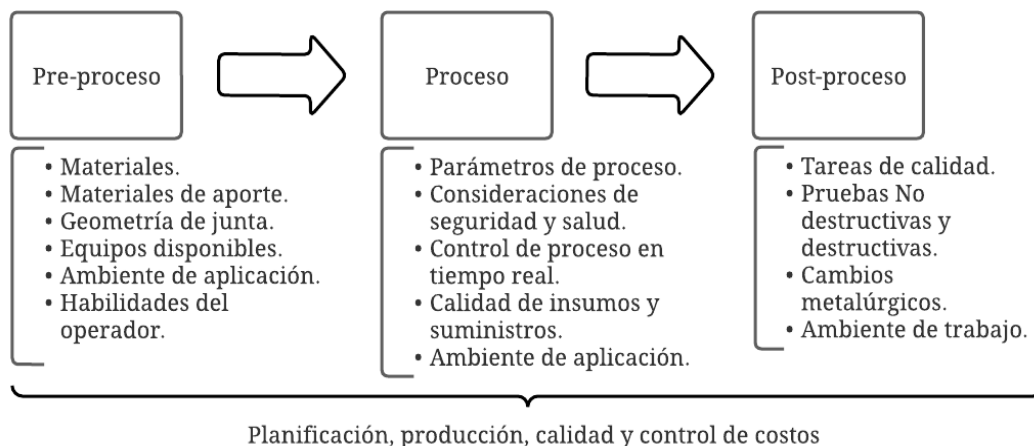 Pre-proceso
Proceso
Post-proceso
• Materiales.
• Materiales de aporte.
• Geometría de junta.
• Equipos disponibles.
• Ambiente de aplicación.
• Habilidades del
operador.
• Parámetros de proceso.
• Consideraciones de
seguridad y salud.
• Control de proceso en
tiempo real.
• Calidad de insumos y
suministros.
• Ambiente de aplicación.
• Tareas de calidad.
• Pruebas No
destructivas y
destructivas.
• Cambios
metalúrgicos.
• Ambiente de trabajo.
Planificación, producción, calidad y control de costos